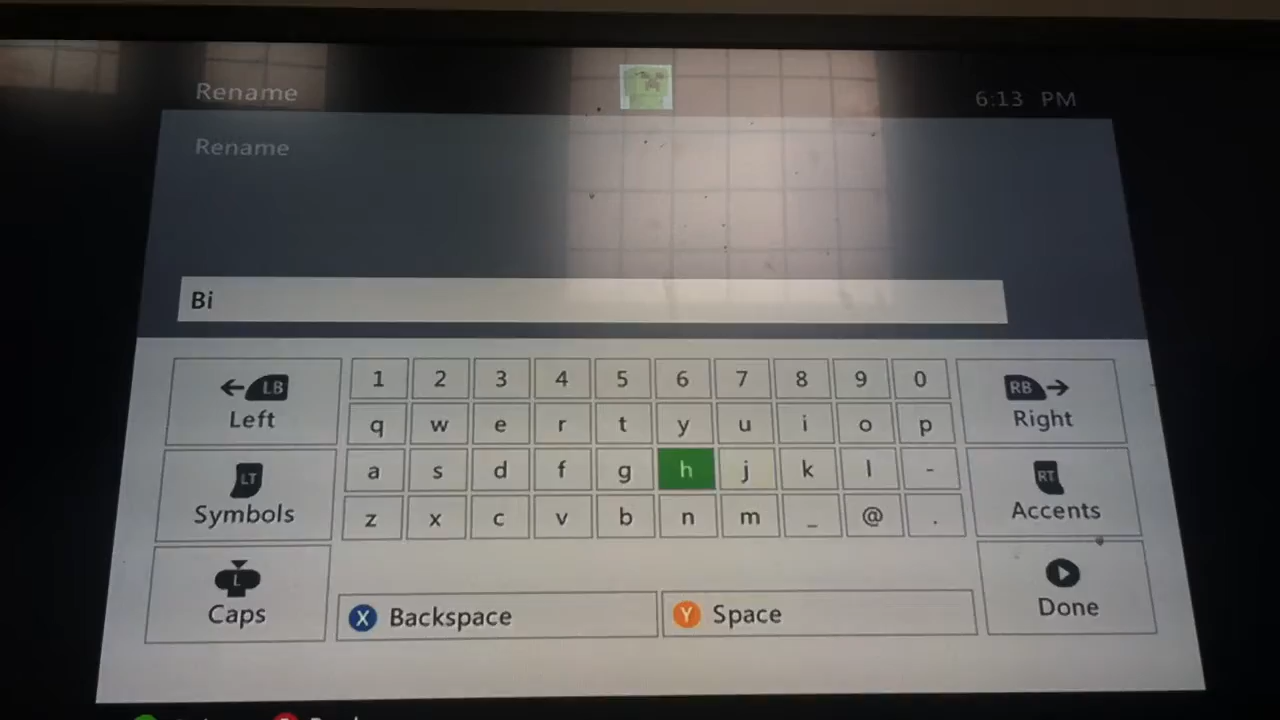 Rename
6:13 PM
Rename
Bi
LB
Left
1 2 3 4 5 6 7 8 9 0
RB
Right
q w e r t y u i o p
LT
Symbols
a s d f g h j k l -
RT
Accents
z x c v b n m _ @ .
L
Caps
X Backspace
Y Space
Done